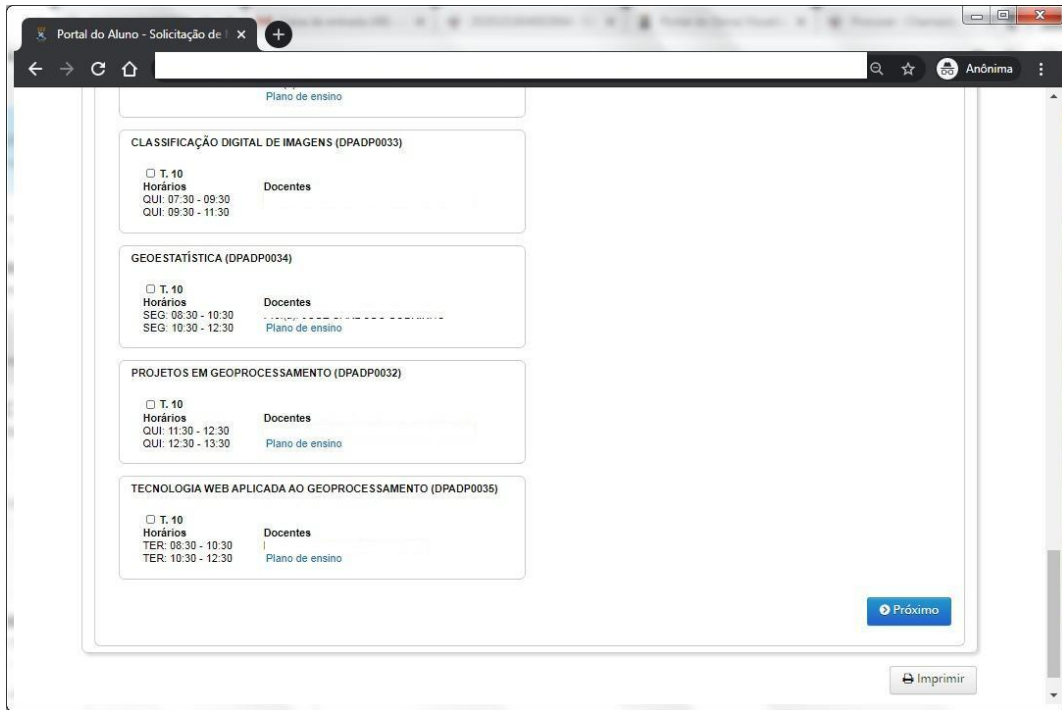 Portal do Aluno - Solicitação de
Anônima
Plano de ensino
CLASSIFICAÇÃO DIGITAL DE IMAGENS (DPADP0033)
T. 10
Horários Docentes
QUI: 07:30 - 09:30
QUI: 09:30 - 11:30
GEOESTATÍSTICA (DPADP0034)
T. 10
Horários Docentes
SEG: 08:30 - 10:30
SEG: 10:30 - 12:30 Plano de ensino
PROJETOS EM GEOPROCESSAMENTO (DPADP0032)
T. 10
Horários Docentes
QUI: 11:30 - 12:30
QUI: 12:30 - 13:30 Plano de ensino
TECNOLOGIA WEB APLICADA AO GEOPROCESSAMENTO (DPADP0035)
T. 10
Horários Docentes
TER: 08:30 - 10:30
TER: 10:30 - 12:30 Plano de ensino
Próximo
Imprimir